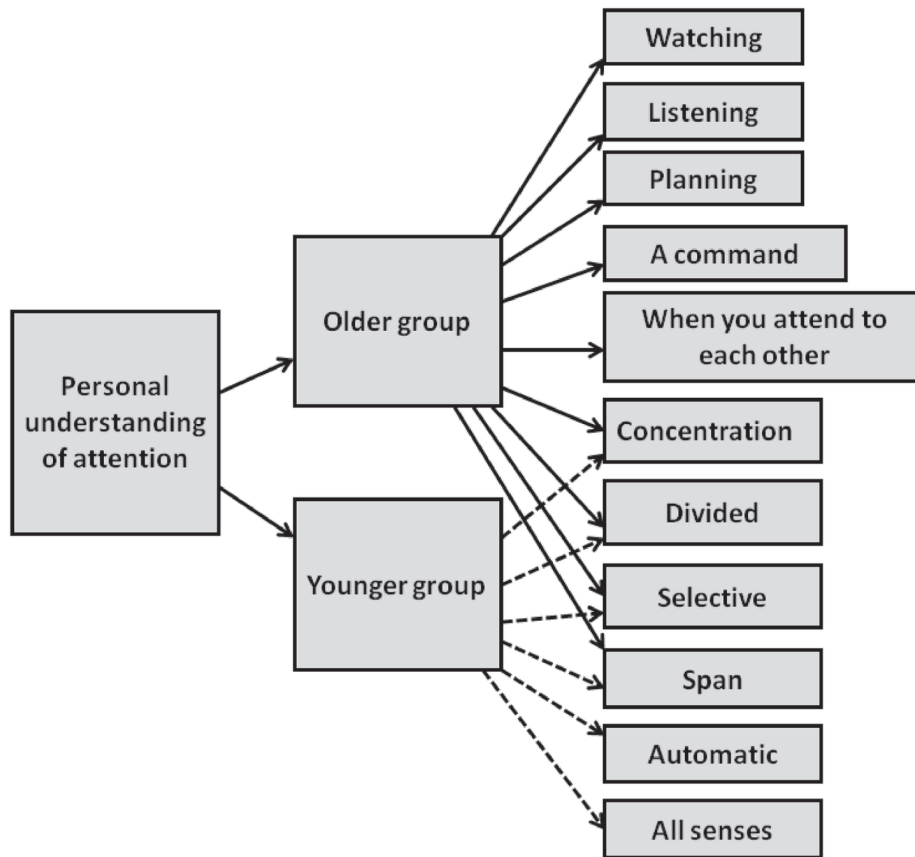 Personal
understanding
of attention
Older group
Younger group
Watching
Listening
Planning
A command
When you attend to
each other
Concentration
Divided
Selective
Span
Automatic
All senses